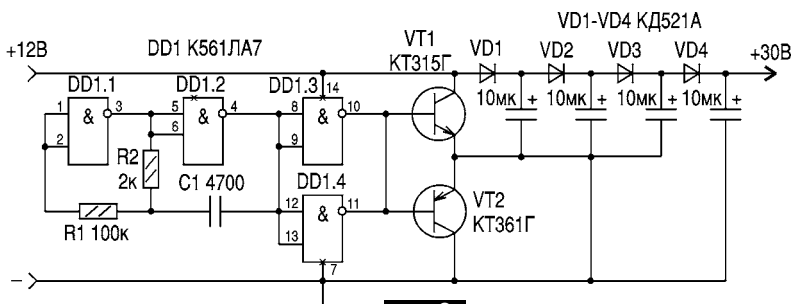 VD1-VD4 КД521А
+12В DD1 К561ЛА7 VT1 VD1 VD2 VD3 VD4 +30В
КТ315Г
DD1.1 DD1.2 DD1.3 14
10мк + 10мк + 10мк + 10мк +
1 & 3 5 & 4 8 & 10
2 6 9
R2
2к
C1 4700 DD1.4
VT2
КТ361Г
12 & 11
R1 100к 13
7
–